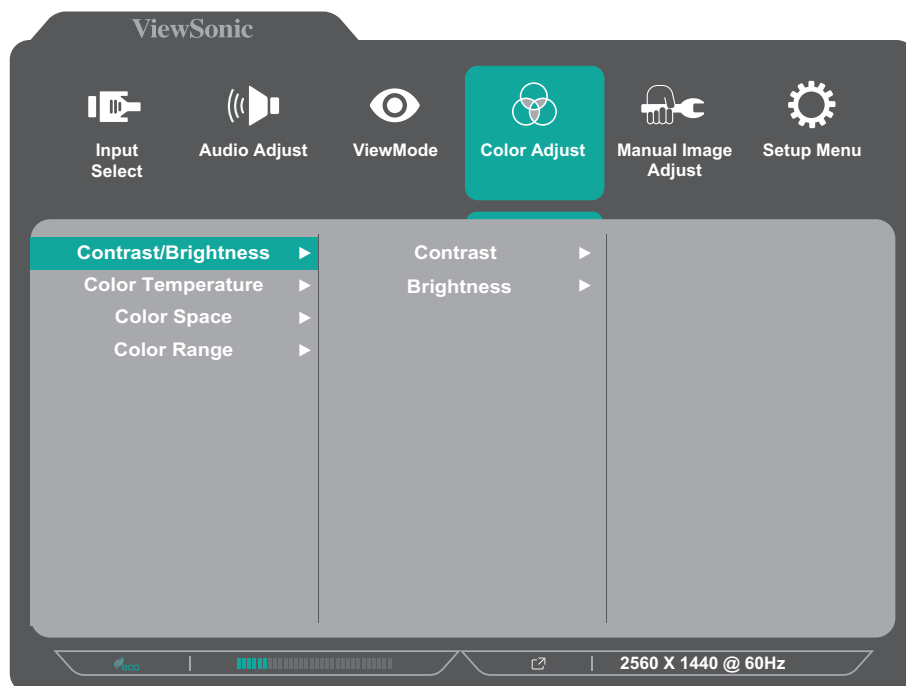 ViewSonic
Input
Select
Audio Adjust
ViewMode
Color Adjust
Manual Image
Adjust
Setup Menu
Contrast/Brightness
Color Temperature
Color Space
Color Range
Contrast
Brightness
eco
2560 X 1440 @ 60Hz